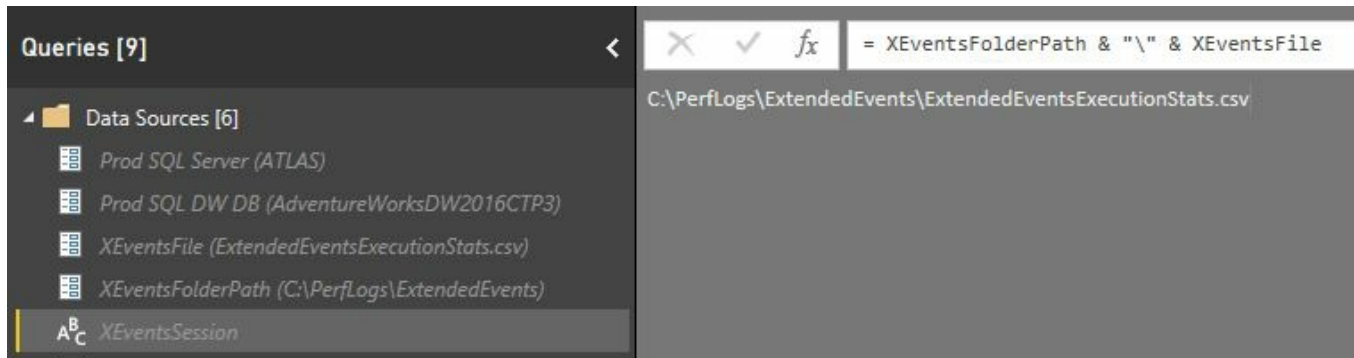 Queries [9]
Data Sources [6]
Prod SQL Server (ATLAS)
Prod SQL DW DB (AdventureWorksDW2016CTP3)
XEventsFile (ExtendedEventsExecutionStats.csv)
XEventsFolderPath (C:\PerfLogs\ExtendedEvents)
ABC XEventsSession
fx = XEventsFolderPath & "\" & XEventsFile
C:\PerfLogs\ExtendedEvents\ExtendedEventsExecutionStats.csv